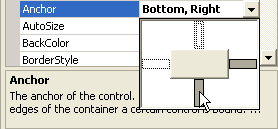 Anchor Bottom, Right
AutoSize
BackColor
BorderStyle
Anchor
The anchor of the control.
edges of the container a certain control is bound.